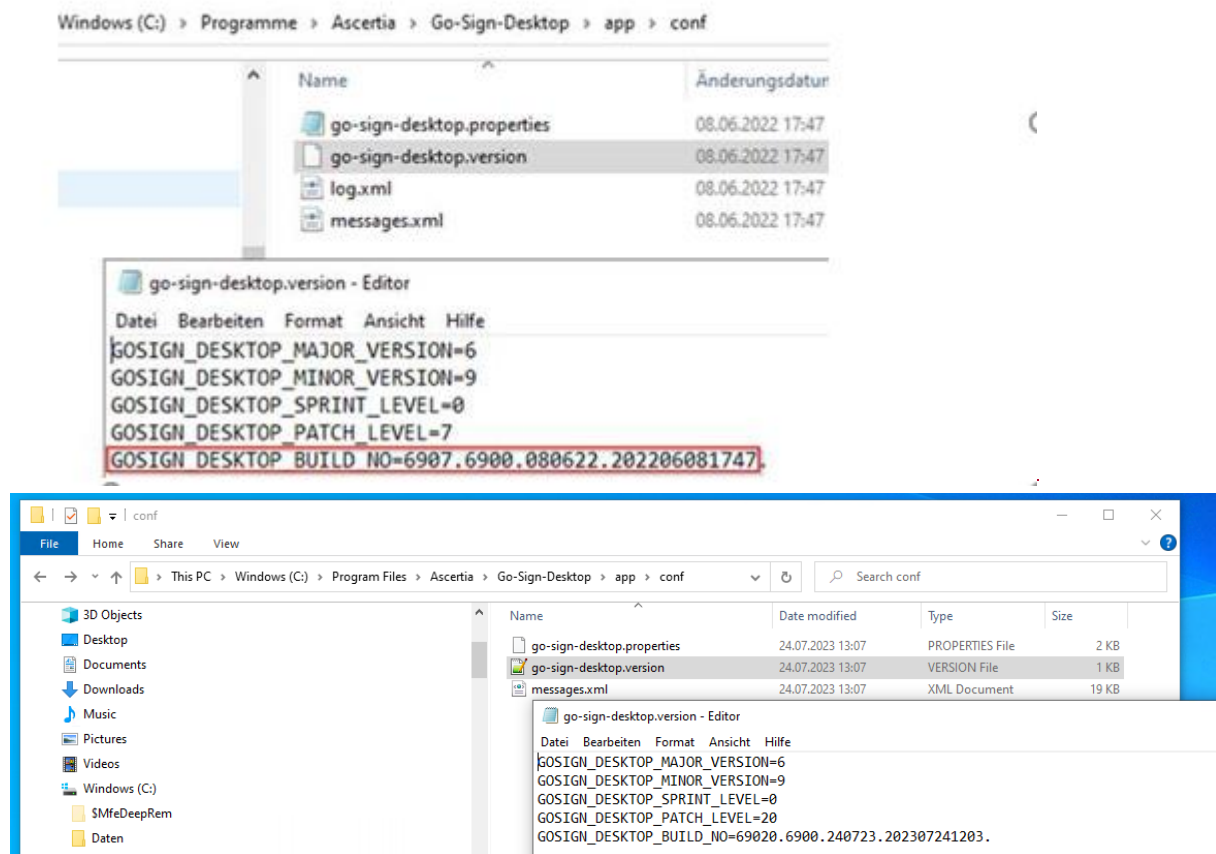 Windows (C:) > Programme > Ascertia > Go-Sign-Desktop > app > conf
Name Änderungsdatum
go-sign-desktop.properties 08.06.2022 17:47
go-sign-desktop.version 08.06.2022 17:47
log.xml 08.06.2022 17:47
messages.xml 08.06.2022 17:47
go-sign-desktop.version - Editor
Datei Bearbeiten Format Ansicht Hilfe
GOSIGN_DESKTOP_MAJOR_VERSION=6
GOSIGN_DESKTOP_MINOR_VERSION=9
GOSIGN_DESKTOP_SPRINT_LEVEL=0
GOSIGN_DESKTOP_PATCH_LEVEL=7
GOSIGN_DESKTOP_BUILD_NO=6907.6900.080622.202206081747.
conf
File Home Share View
> This PC > Windows (C:) > Program Files > Ascertia > Go-Sign-Desktop > app > conf Search conf
3D Objects
Desktop
Documents
Downloads
Music
Pictures
Videos
Windows (C:)
$MfeDeepRem
Daten
Name Date modified Type Size
go-sign-desktop.properties 24.07.2023 13:07 PROPERTIES File 2 KB
go-sign-desktop.version 24.07.2023 13:07 VERSION File 1 KB
messages.xml 24.07.2023 13:07 XML Document 19 KB
go-sign-desktop.version - Editor
Datei Bearbeiten Format Ansicht Hilfe
GOSIGN_DESKTOP_MAJOR_VERSION=6
GOSIGN_DESKTOP_MINOR_VERSION=9
GOSIGN_DESKTOP_SPRINT_LEVEL=0
GOSIGN_DESKTOP_PATCH_LEVEL=20
GOSIGN_DESKTOP_BUILD_NO=69020.6900.240723.202307241203.